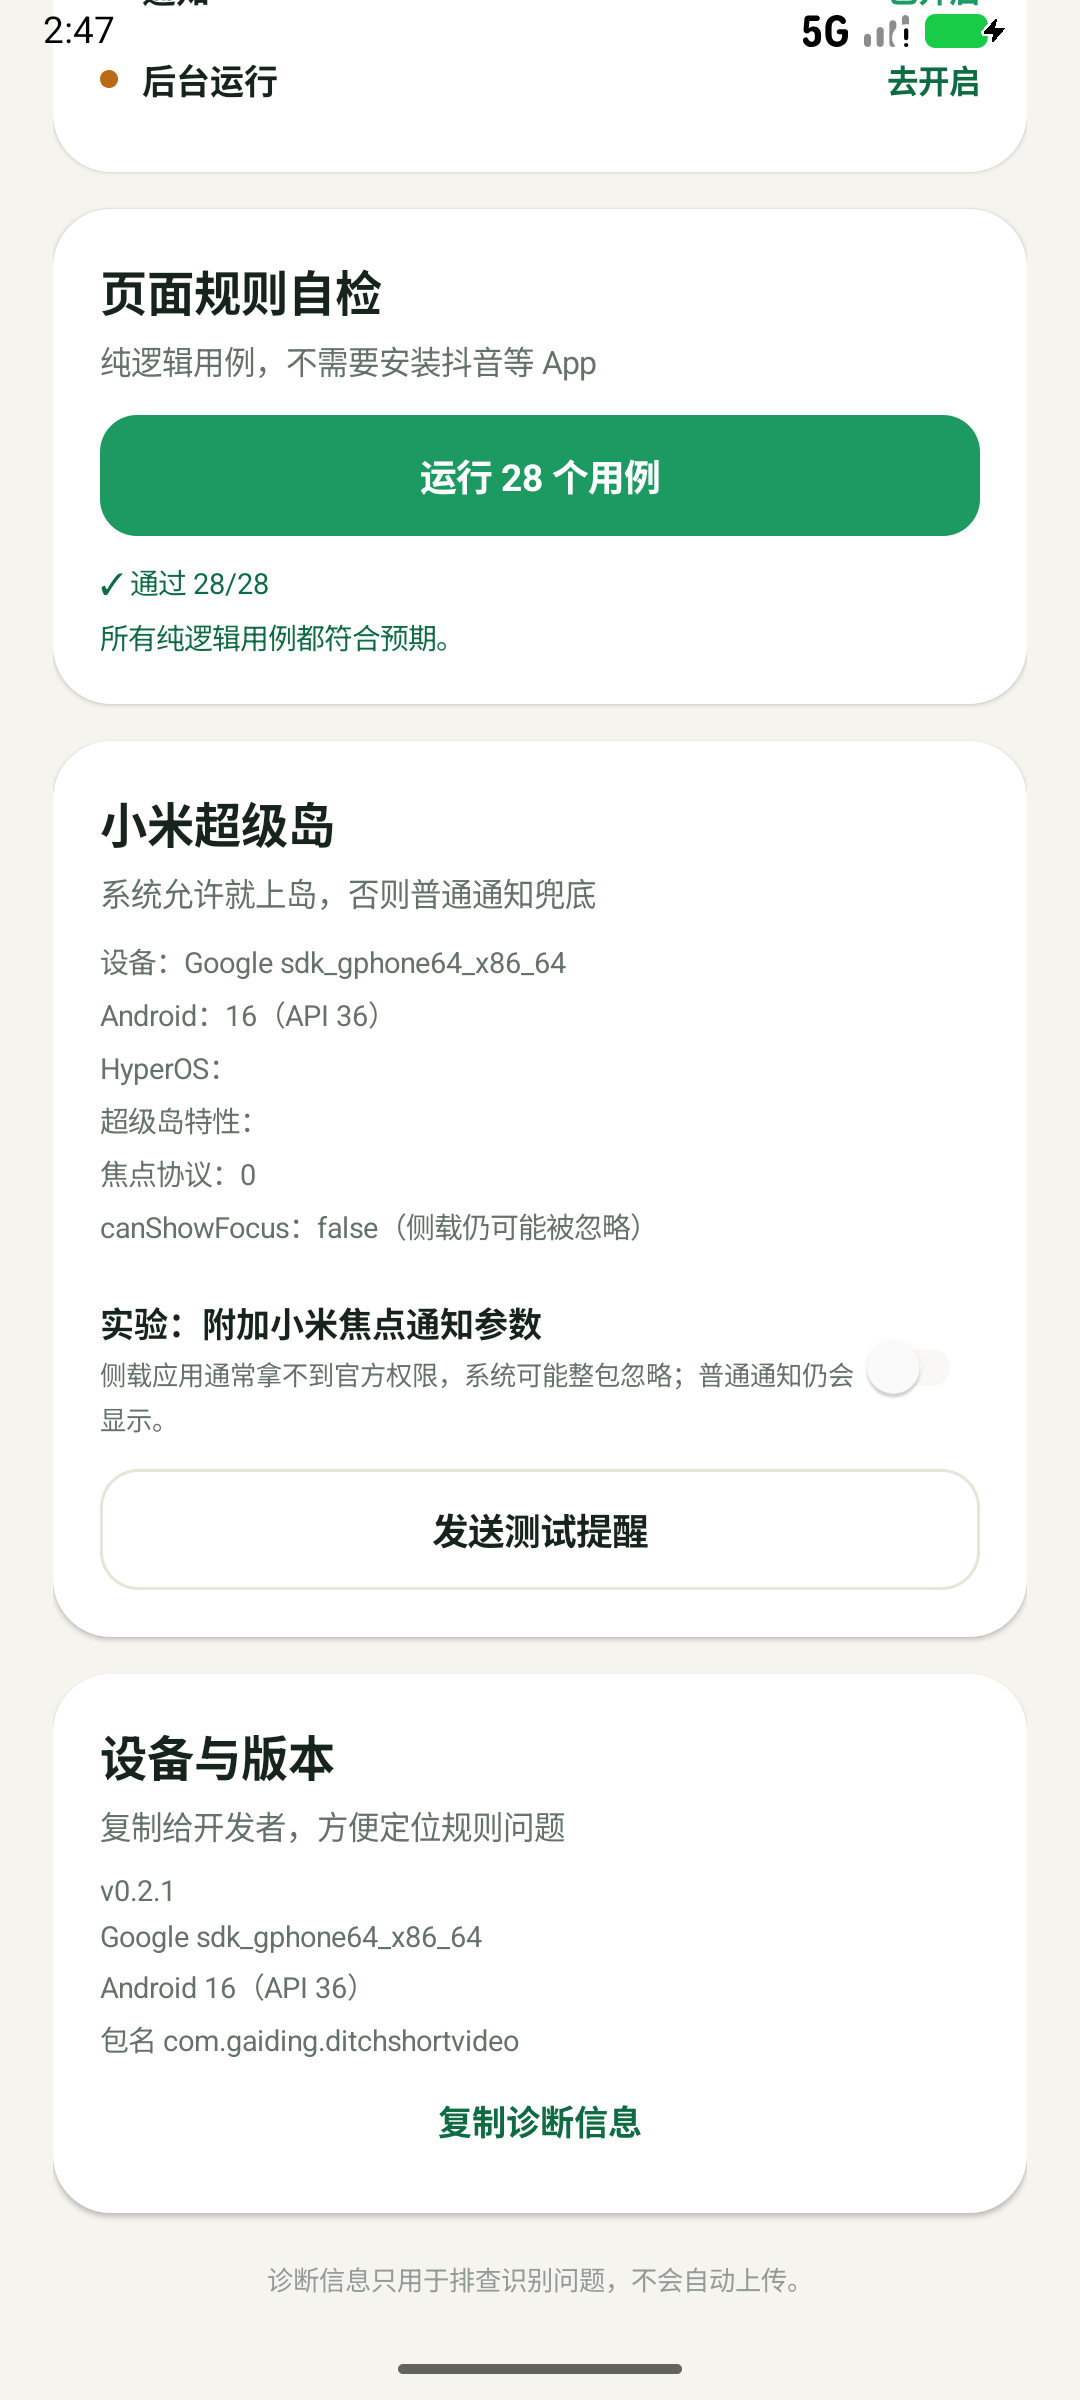 2:47
5G
后台运行
去开启
页面规则自检
纯逻辑用例，不需要安装抖音等 App
运行 28 个用例
✓ 通过 28/28
所有纯逻辑用例都符合预期。
小米超级岛
系统允许就上岛，否则普通通知兜底
设备：Google sdk_gphone64_x86_64
Android：16（API 36）
HyperOS：
超级岛特性：
焦点协议：0
canShowFocus：false（侧载仍可能被忽略）
实验：附加小米焦点通知参数
侧载应用通常拿不到官方权限，系统可能整包忽略；普通通知仍会
显示。
发送测试提醒
设备与版本
复制给开发者，方便定位规则问题
v0.2.1
Google sdk_gphone64_x86_64
Android 16（API 36）
包名 com.gaiding.ditchshortvideo
复制诊断信息
诊断信息只用于排查识别问题，不会自动上传。